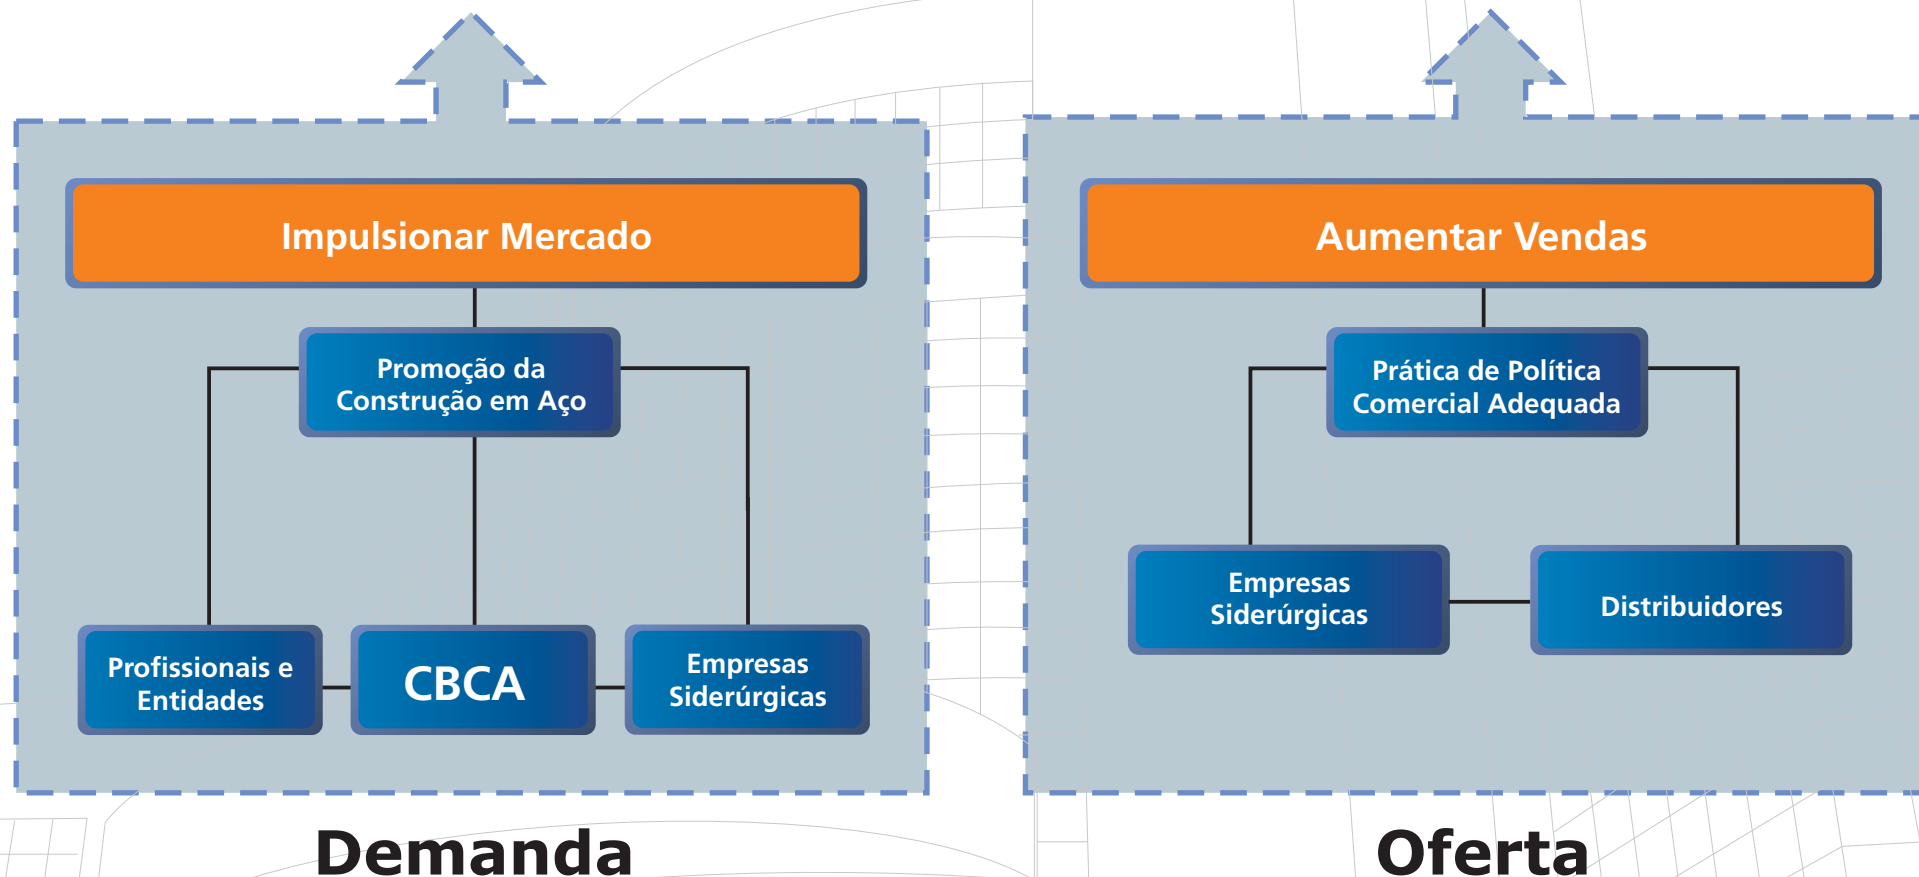 Impulsionar Mercado
Promoção da
Construção em Aço
Profissionais e
Entidades
CBCA
Empresas
Siderúrgicas
Demanda
Aumentar Vendas
Prática de Política
Comercial Adequada
Empresas
Siderúrgicas
Distribuidores
Oferta